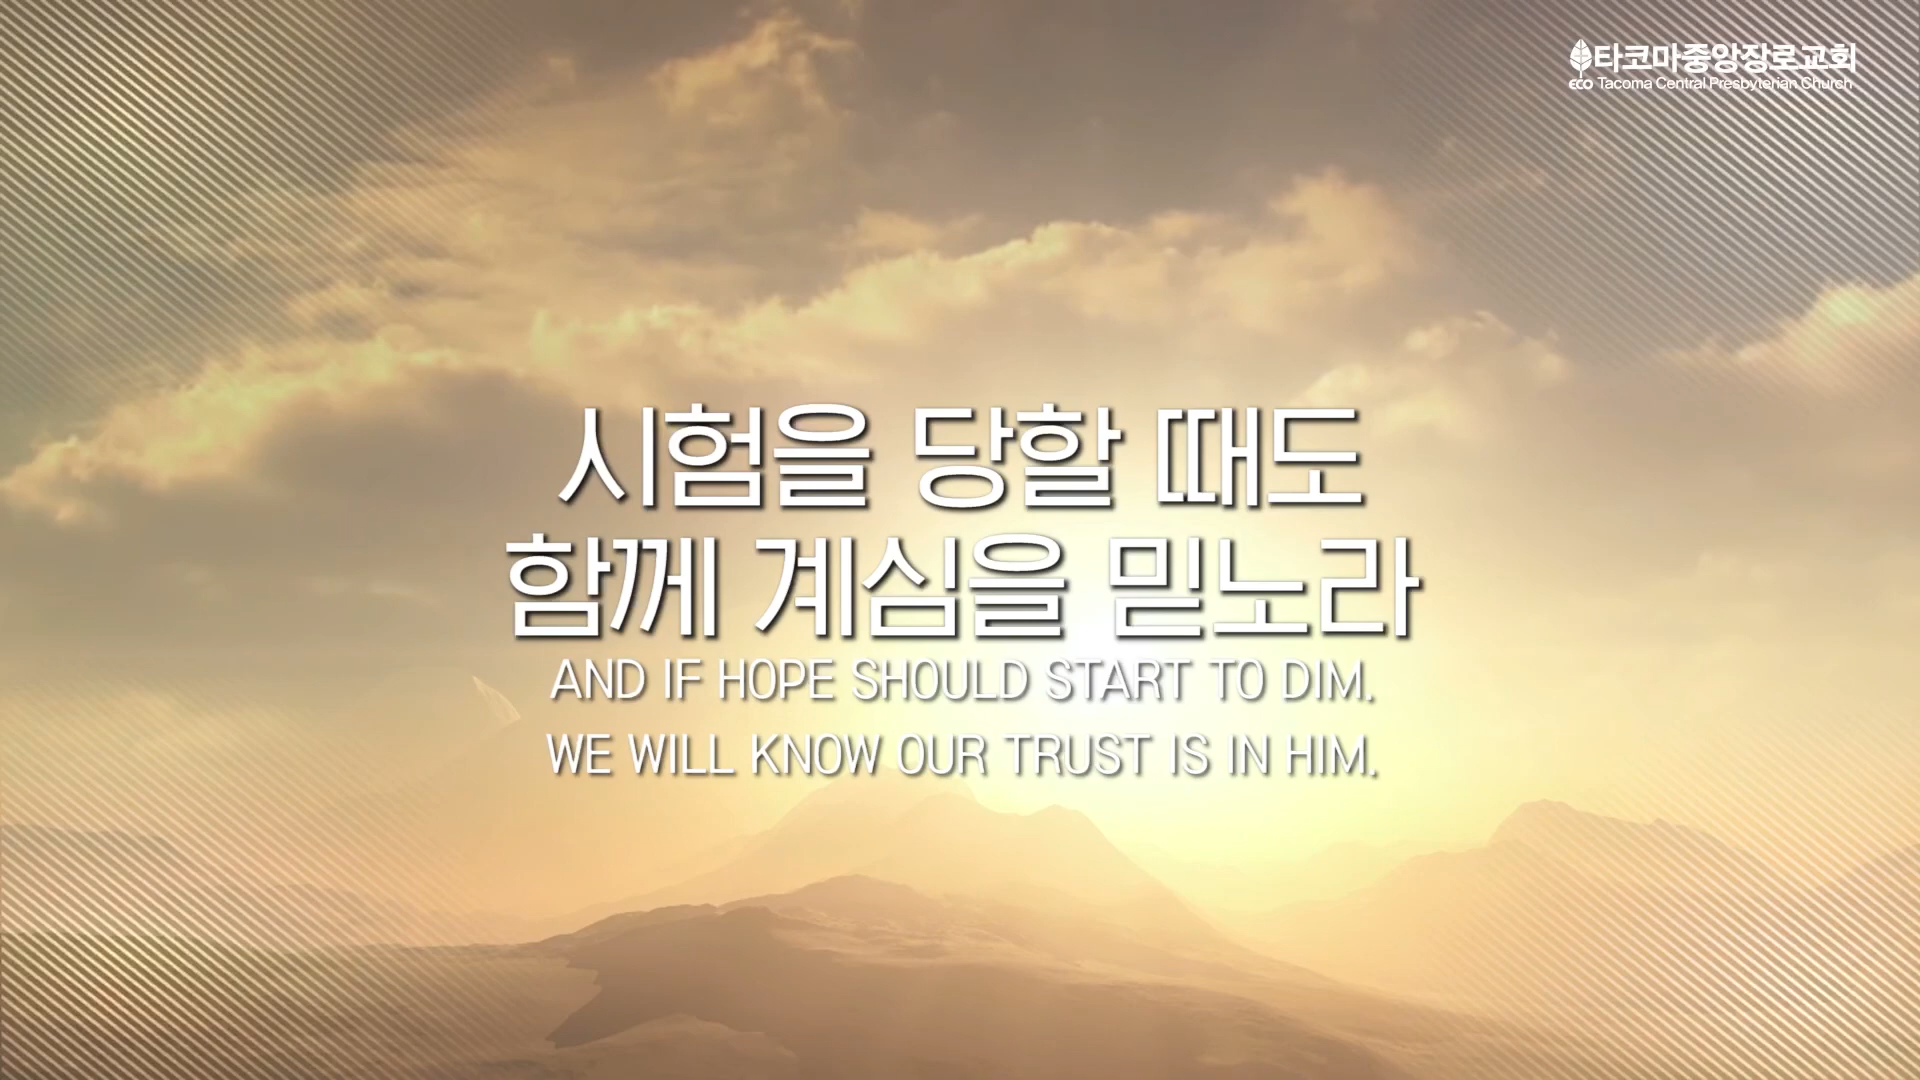 타코마중앙장로교회
ECO Tacoma Central Presbyterian Church
시험을 당할 때도
함께 계심을 믿노라
AND IF HOPE SHOULD START TO DIM.
WE WILL KNOW OUR TRUST IS IN HIM.